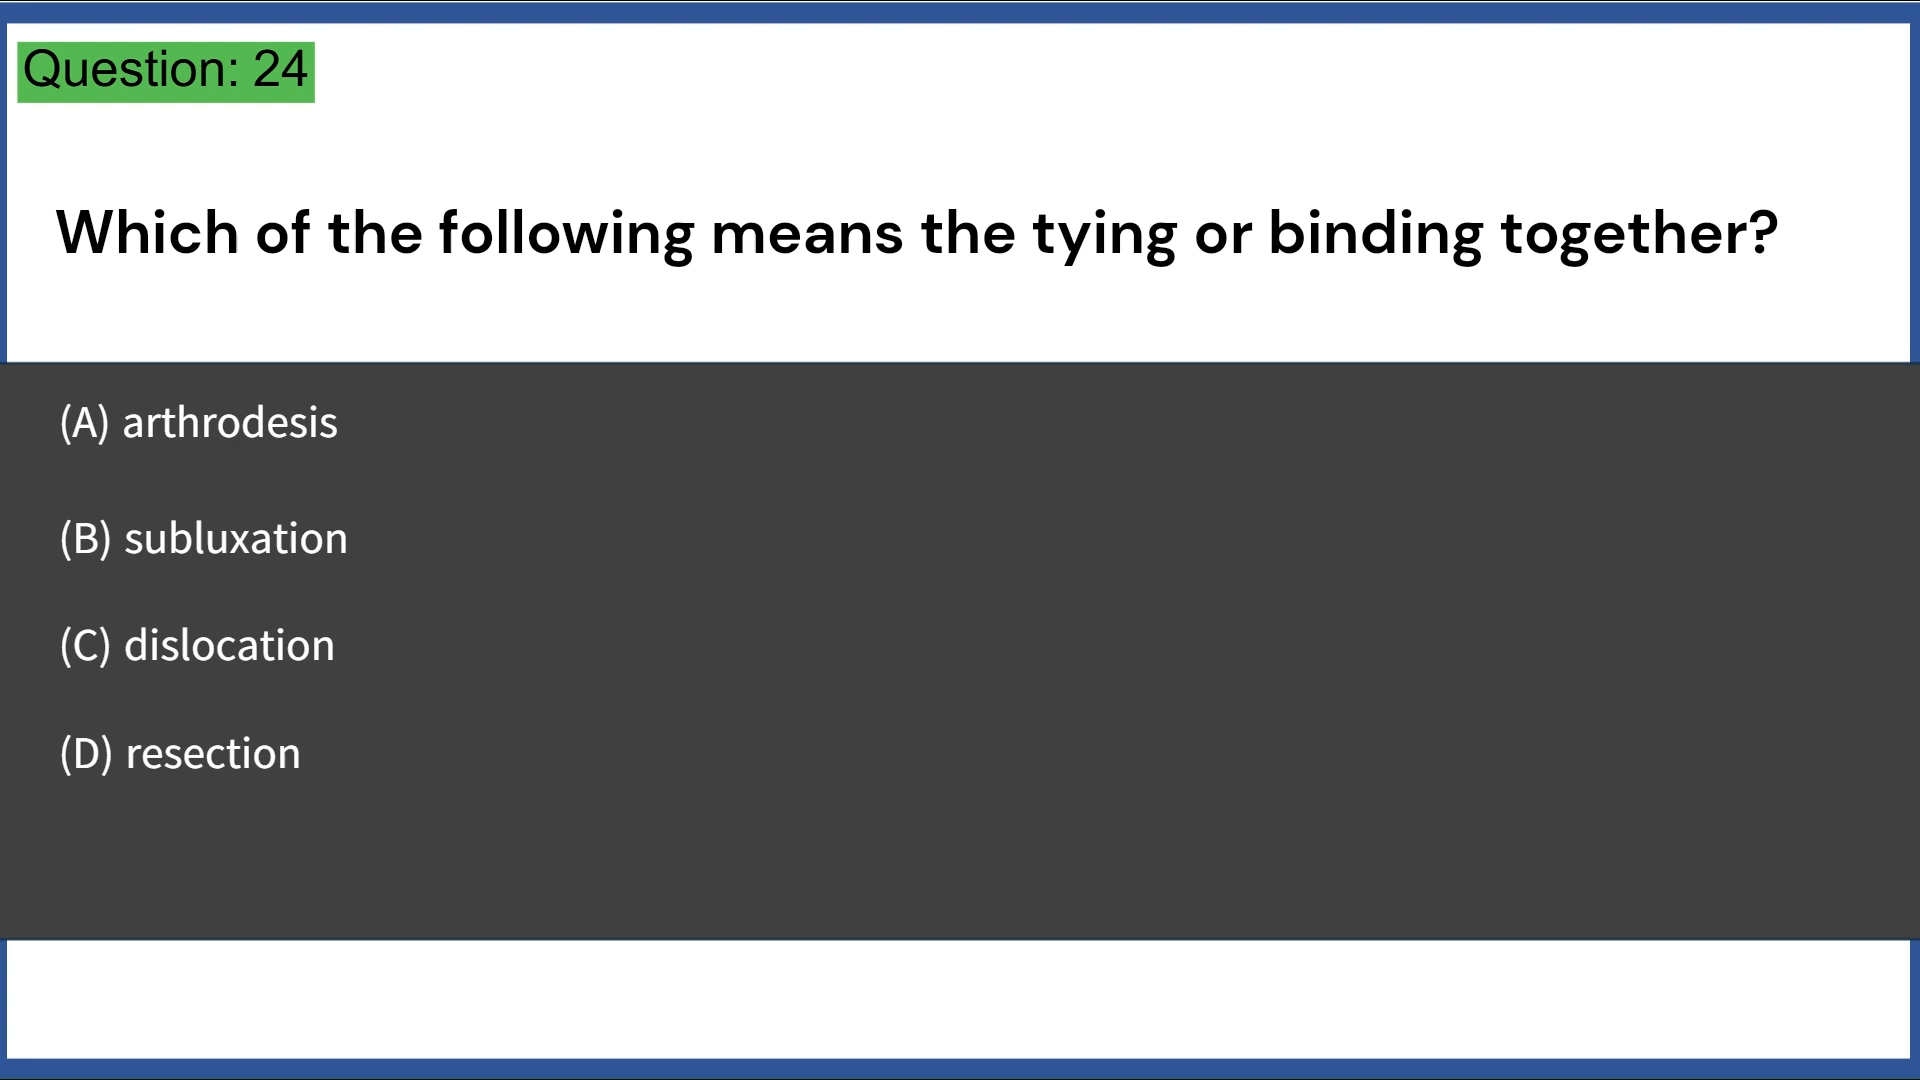 Question: 24
Which of the following means the tying or binding together?
(A) arthrodesis
(B) subluxation
(C) dislocation
(D) resection